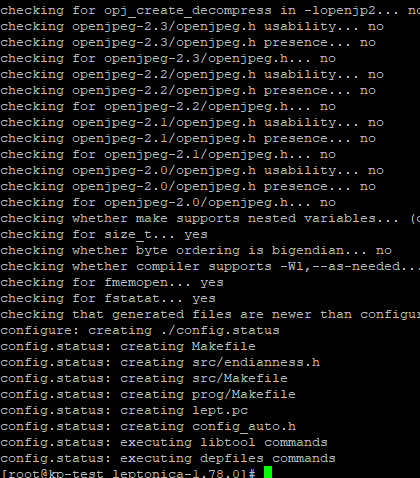 checking for opj_create_decompress in -lopenjp2... no
checking openjpeg-2.3/openjpeg.h usability... no
checking openjpeg-2.3/openjpeg.h presence... no
checking for openjpeg-2.3/openjpeg.h... no
checking openjpeg-2.2/openjpeg.h usability... no
checking openjpeg-2.2/openjpeg.h presence... no
checking for openjpeg-2.2/openjpeg.h... no
checking openjpeg-2.1/openjpeg.h usability... no
checking openjpeg-2.1/openjpeg.h presence... no
checking for openjpeg-2.1/openjpeg.h... no
checking openjpeg-2.0/openjpeg.h usability... no
checking openjpeg-2.0/openjpeg.h presence... no
checking for openjpeg-2.0/openjpeg.h... no
checking whether make supports nested variables... (c
checking for size_t... yes
checking whether byte ordering is bigendian... no
checking whether compiler supports -Wl,--as-needed...
checking for fmemopen... yes
checking for fstatat... yes
checking that generated files are newer than configur
configure: creating ./config.status
config.status: creating Makefile
config.status: creating src/endianness.h
config.status: creating src/Makefile
config.status: creating prog/Makefile
config.status: creating lept.pc
config.status: creating config_auto.h
config.status: executing libtool commands
config.status: executing depfiles commands
[root@kp-test leptonica-1.78.0]#